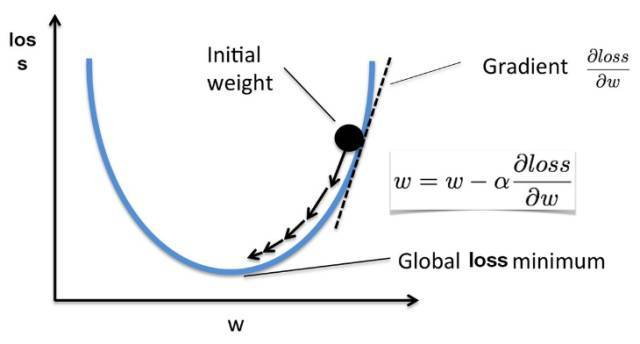 los
s
Initial
weight
Gradient ∂loss/∂w
w = w − α ∂loss/∂w
Global loss minimum
w